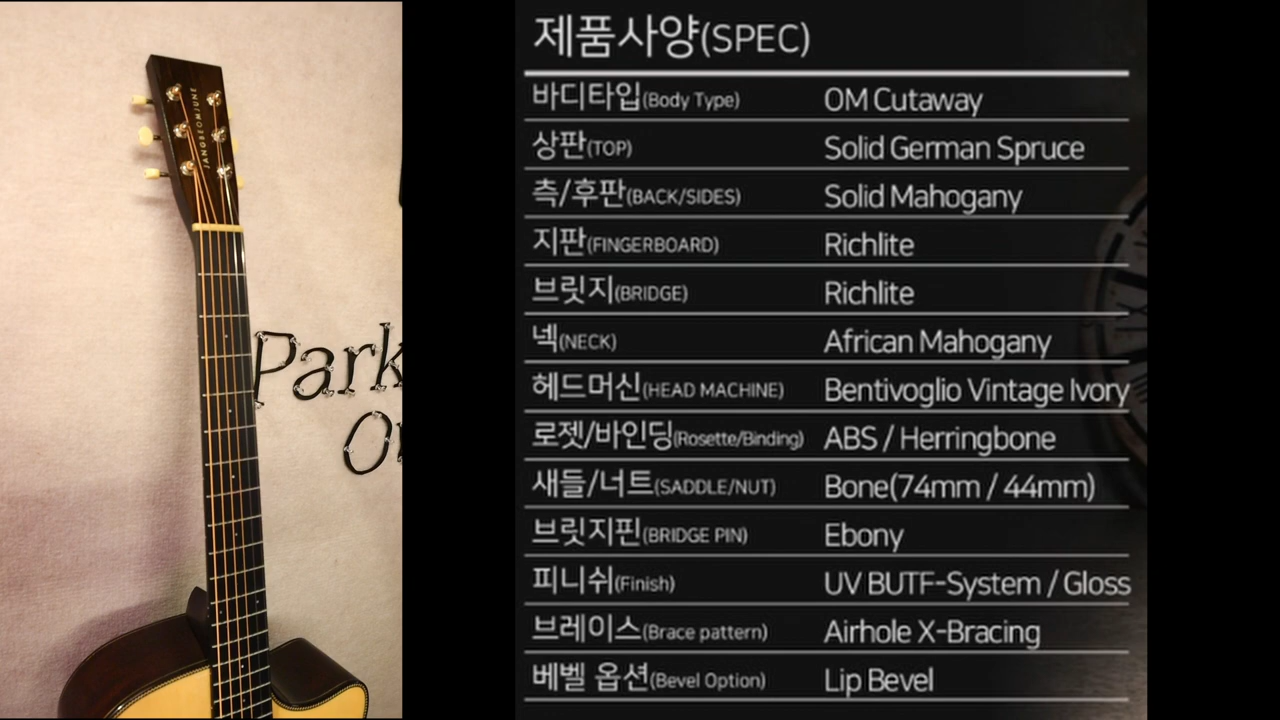 JANGBEOMJUNE
Park
O
제품사양(SPEC)
바디타입(Body Type) OM Cutaway
상판(TOP) Solid German Spruce
측/후판(BACK/SIDES) Solid Mahogany
지판(FINGERBOARD) Richlite
브릿지(BRIDGE) Richlite
넥(NECK) African Mahogany
헤드머신(HEAD MACHINE) Bentivoglio Vintage Ivory
로젯/바인딩(Rosette/Binding) ABS / Herringbone
새들/너트(SADDLE/NUT) Bone(74mm / 44mm)
브릿지핀(BRIDGE PIN) Ebony
피니쉬(Finish) UV BUTF-System / Gloss
브레이스(Brace pattern) Airhole X-Bracing
베벨 옵션(Bevel Option) Lip Bevel